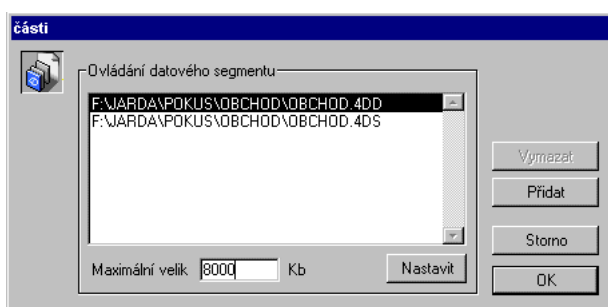 části
Ovládání datového segmentu
F:\JARDA\POKUS\OBCHOD\OBCHOD.4DD
F:\JARDA\POKUS\OBCHOD\OBCHOD.4DS
Vymazat
Přidat
Storno
Maximální velik 8000 Kb Nastavit
OK